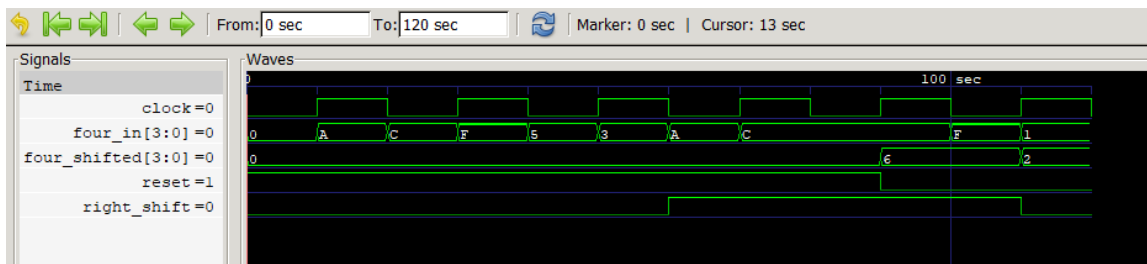 From: 0 sec To: 120 sec Marker: 0 sec | Cursor: 13 sec
Signals Waves
Time 0 100 sec
clock=0
four_in[3:0]=0 0 A C F 5 3 A C F 1
four_shifted[3:0]=0 0 6 2
reset=1
right_shift=0